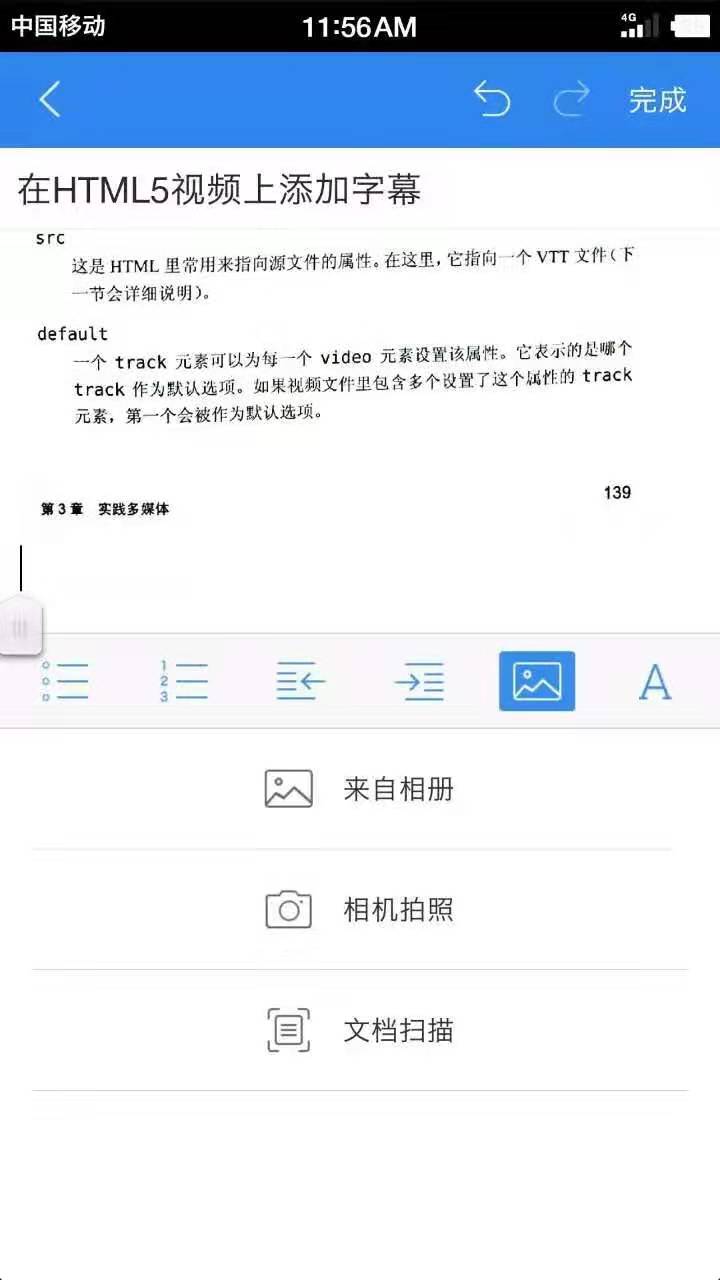 中国移动 11:56AM 4G
完成
在HTML5视频上添加字幕
src
这是 HTML 里常用来指向源文件的属性。在这里，它指向一个 VTT 文件（下
一节会详细说明）。
default
一个 track 元素可以为每一个 video 元素设置该属性。它表示的是哪个
track 作为默认选项。如果视频文件里包含多个设置了这个属性的 track
元素，第一个会被作为默认选项。
139
第 3 章 实践多媒体
1
2
3
A
来自相册
相机拍照
文档扫描